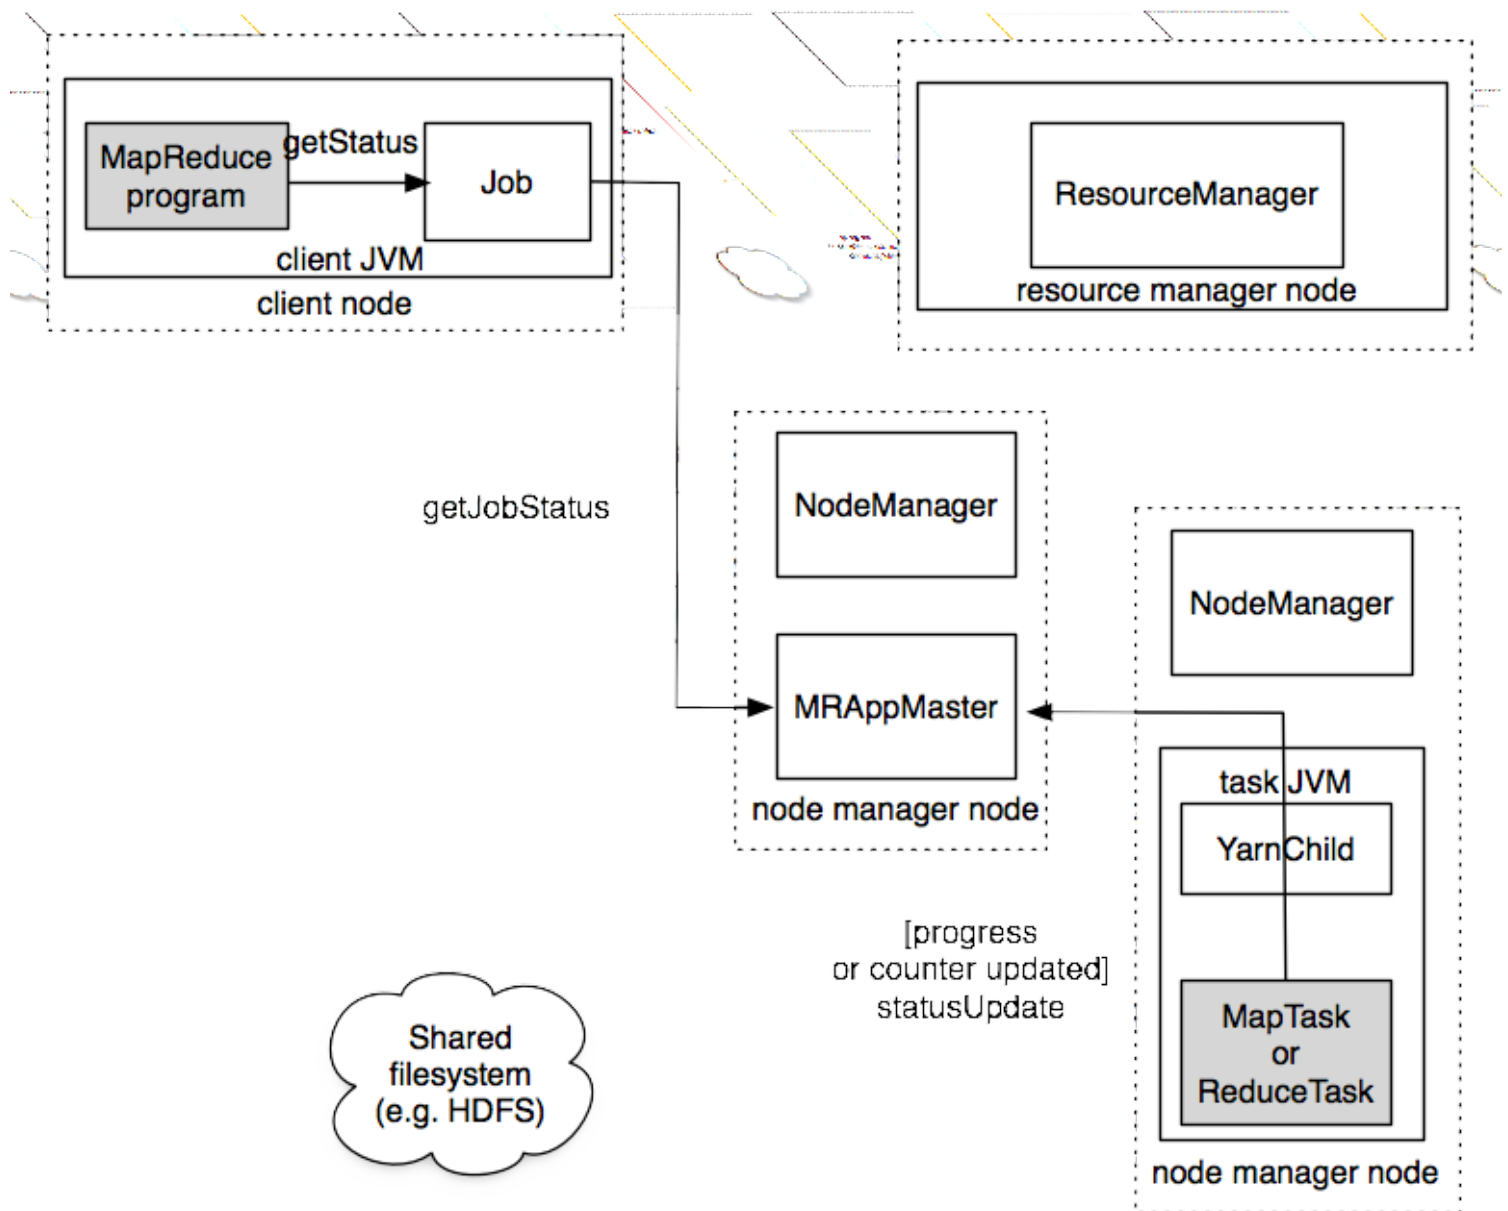 MapReduce
program
getStatus
Job
client JVM
client node
ResourceManager
resource manager node
getJobStatus
NodeManager
MRAppMaster
node manager node
NodeManager
task JVM
YarnChild
MapTask
or
ReduceTask
node manager node
[progress
or counter updated]
statusUpdate
Shared
filesystem
(e.g. HDFS)